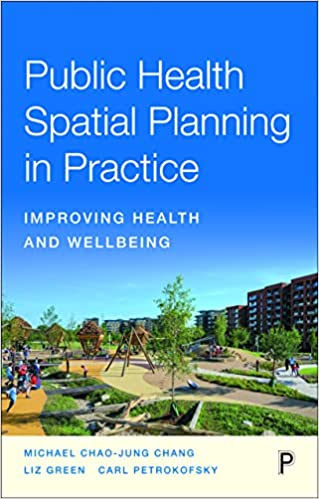 Public Health
Spatial Planning
in Practice
IMPROVING HEALTH
AND WELLBEING
MICHAEL CHAO-JUNG CHANG
LIZ GREEN CARL PETROKOFSKY
P